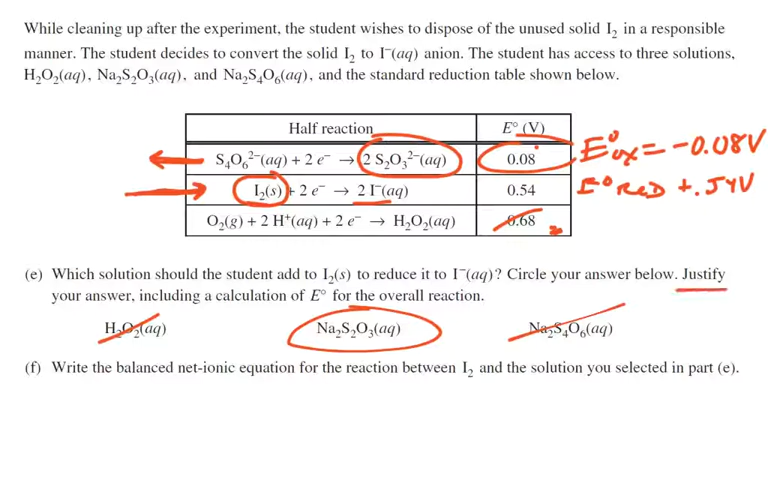 While cleaning up after the experiment, the student wishes to dispose of the unused solid I₂ in a responsible
manner. The student decides to convert the solid I₂ to I⁻(aq) anion. The student has access to three solutions,
H₂O₂(aq), Na₂S₂O₃(aq), and Na₂S₄O₆(aq), and the standard reduction table shown below.
Half reaction E° (V)
S₄O₆²⁻(aq) + 2 e⁻ → 2 S₂O₃²⁻(aq) 0.08 E°ox = -0.08V
I₂(s) + 2 e⁻ → 2 I⁻(aq) 0.54 E° RED +.54V
O₂(g) + 2 H⁺(aq) + 2 e⁻ → H₂O₂(aq) 0.68
(e) Which solution should the student add to I₂(s) to reduce it to I⁻(aq)? Circle your answer below. Justify
your answer, including a calculation of E° for the overall reaction.
H₂O₂(aq) Na₂S₂O₃(aq) Na₂S₄O₆(aq)
(f) Write the balanced net-ionic equation for the reaction between I₂ and the solution you selected in part (e).